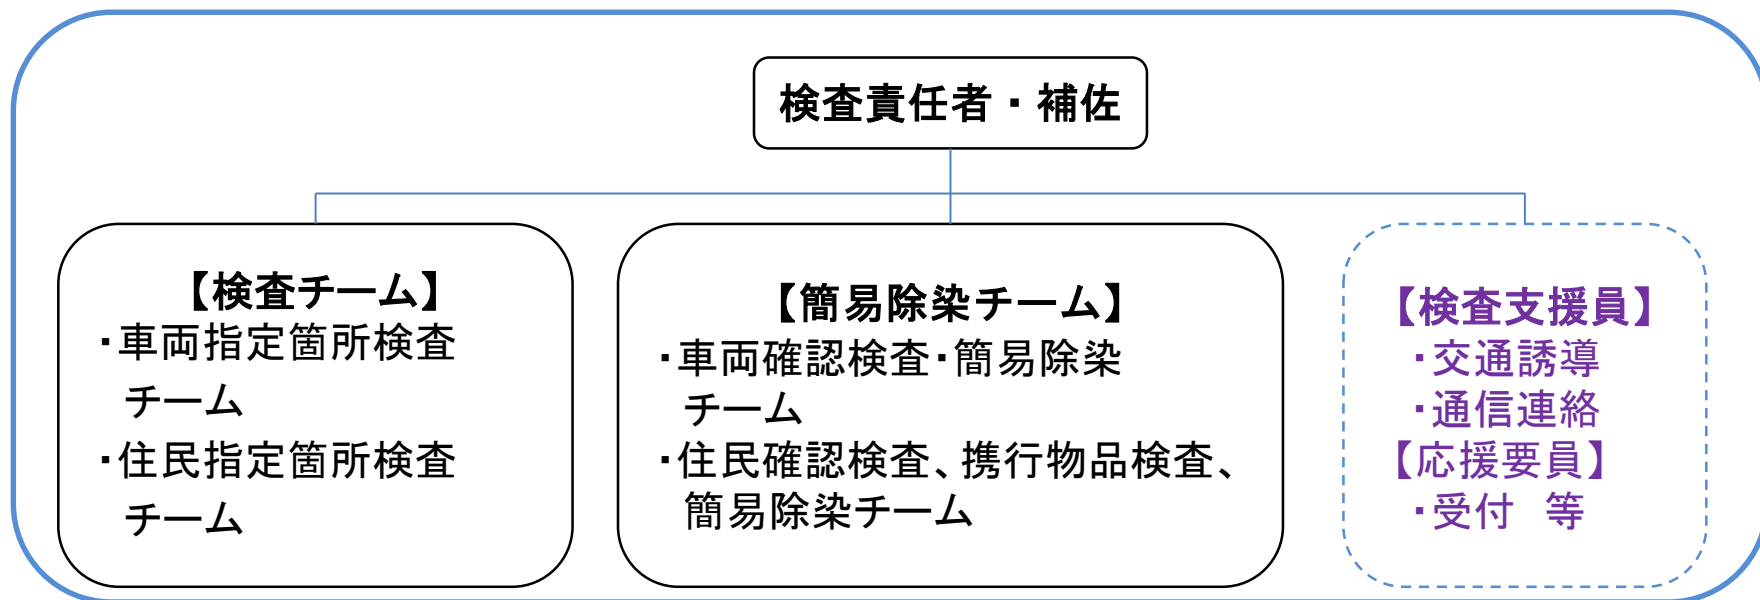 検査責任者・補佐
【検査チーム】
・車両指定箇所検査
チーム
・住民指定箇所検査
チーム
【簡易除染チーム】
・車両確認検査・簡易除染
チーム
・住民確認検査、携行物品検査、
簡易除染チーム
【検査支援員】
・交通誘導
・通信連絡
【応援要員】
・受付　等